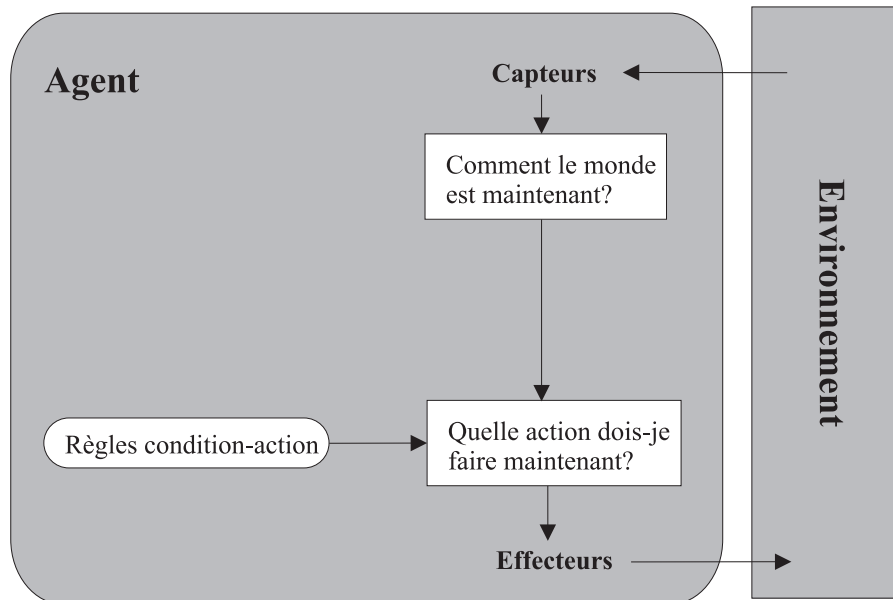 Agent
Capteurs
Comment le monde
est maintenant?
Environnement
Règles condition-action
Quelle action dois-je
faire maintenant?
Effecteurs